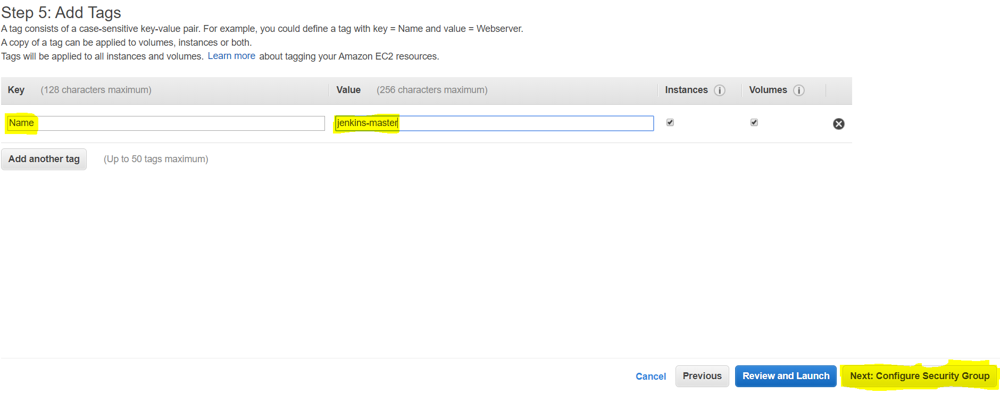 Step 5: Add Tags
A tag consists of a case-sensitive key-value pair. For example, you could define a tag with key = Name and value = Webserver.
A copy of a tag can be applied to volumes, instances or both.
Tags will be applied to all instances and volumes. Learn more about tagging your Amazon EC2 resources.
Key (128 characters maximum) Value (256 characters maximum) Instances i Volumes i
Name jenkins-master
Add another tag (Up to 50 tags maximum)
Cancel Previous Review and Launch Next: Configure Security Group